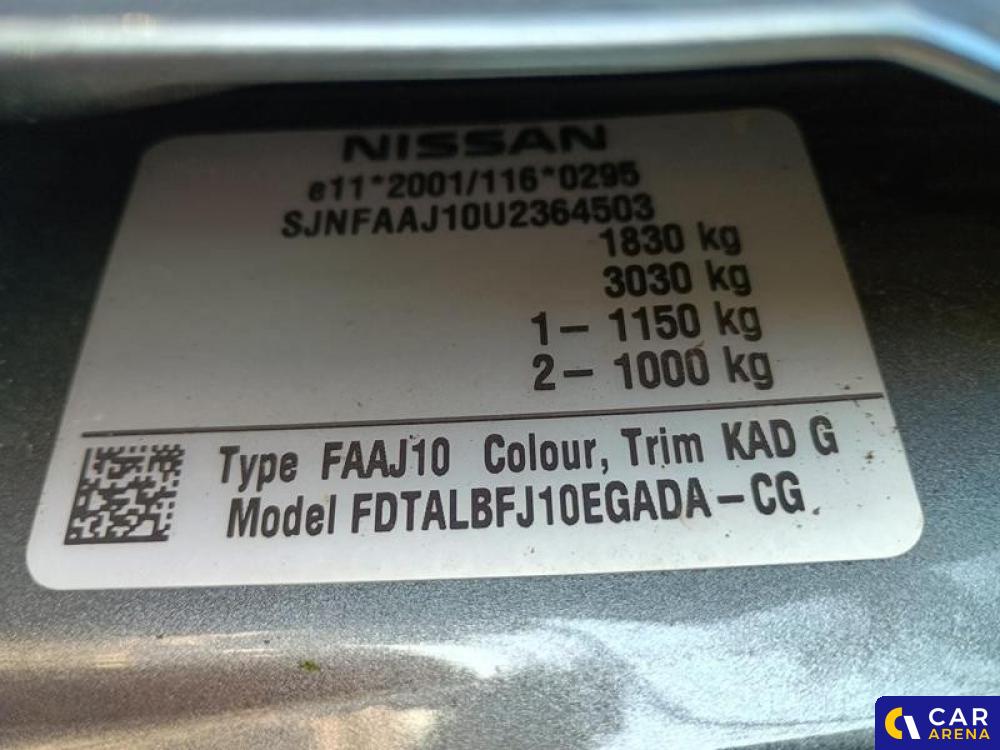 NISSAN
e11*2001/116*0295
SJNFAAJ10U2364503
1830 kg
3030 kg
1- 1150 kg
2- 1000 kg
Type FAAJ10 Colour, Trim KAD G
Model FDTALBFJ10EGADA-CG
CAR
ARENA